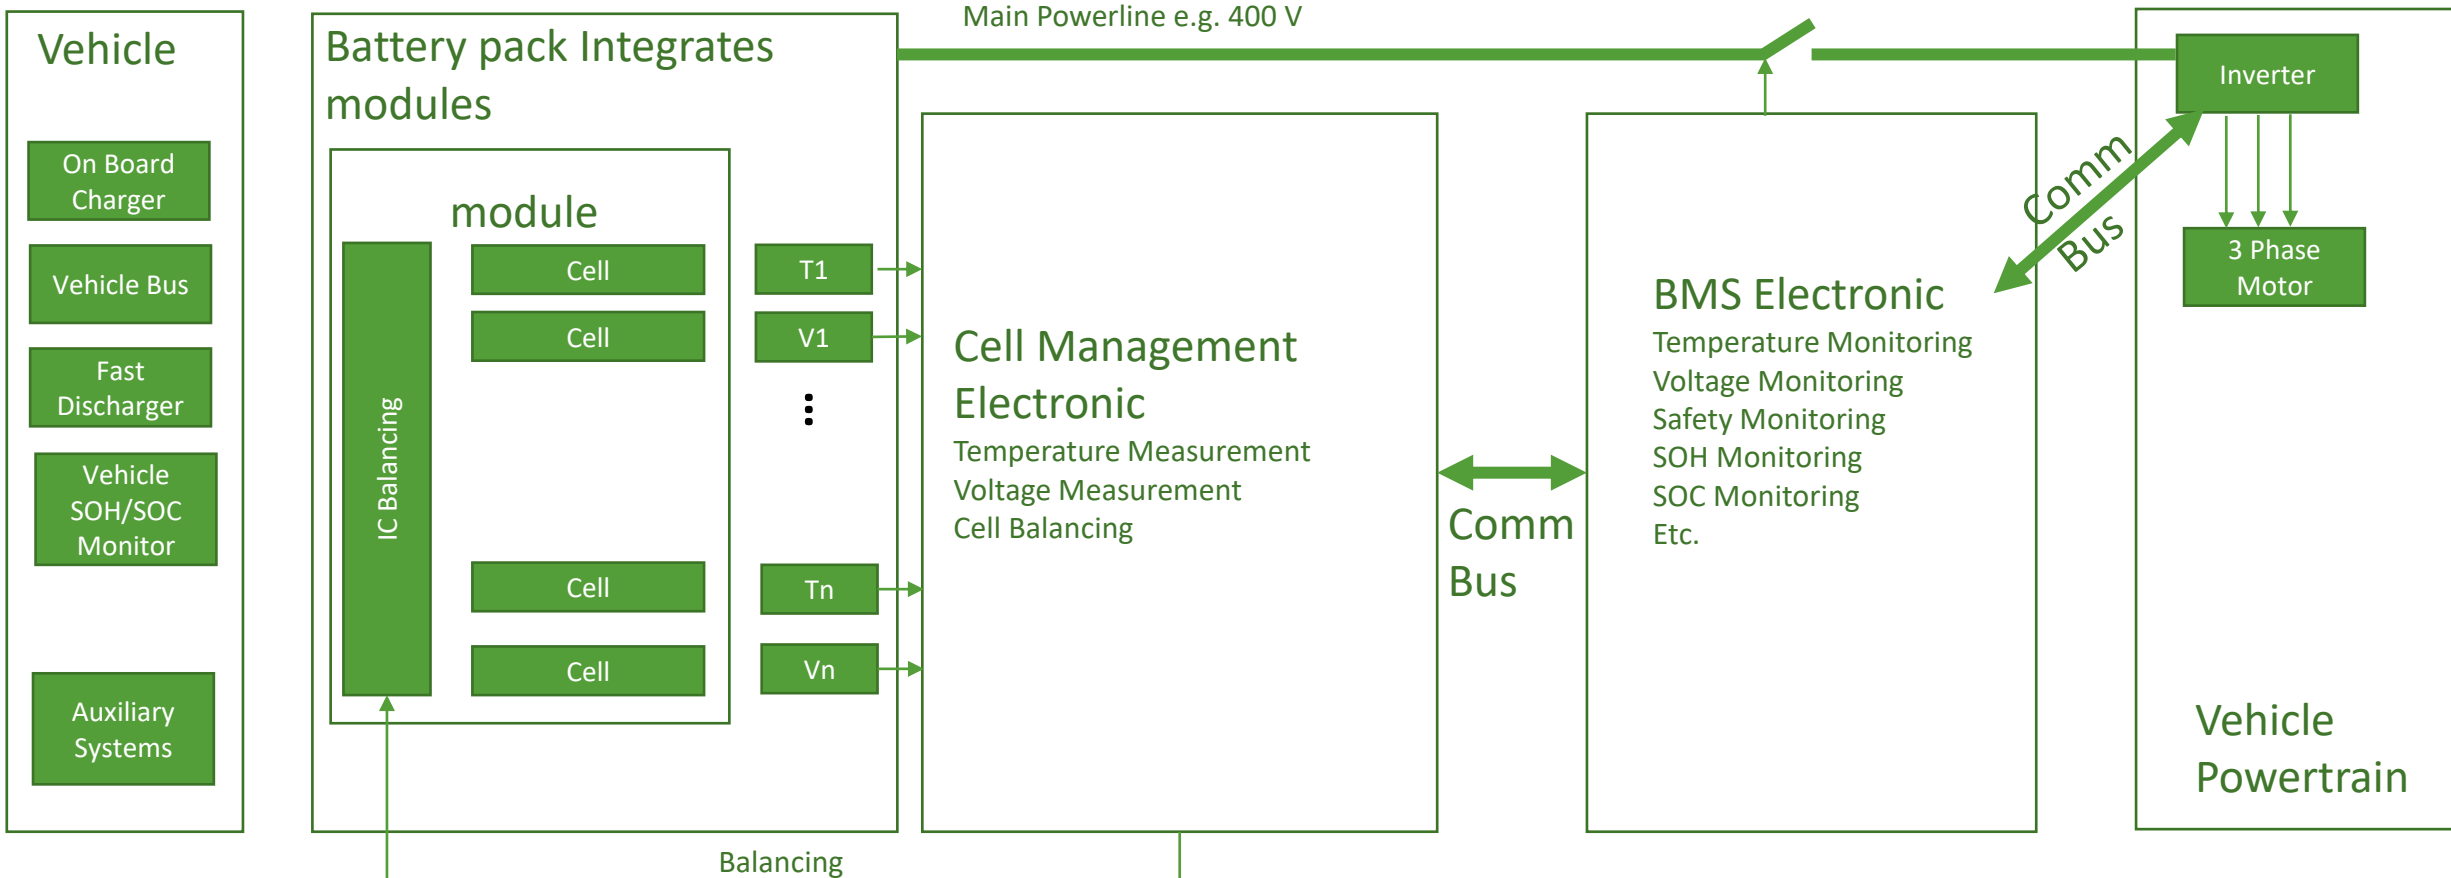 Main Powerline e.g. 400 V
Vehicle
On Board
Charger
Vehicle Bus
Fast
Discharger
Vehicle
SOH/SOC
Monitor
Auxiliary
Systems
Battery pack Integrates
modules
module
IC Balancing
Cell
Cell
Cell
Cell
T1
V1
Tn
Vn
Balancing
Cell Management
Electronic
Temperature Measurement
Voltage Measurement
Cell Balancing
Comm
Bus
BMS Electronic
Temperature Monitoring
Voltage Monitoring
Safety Monitoring
SOH Monitoring
SOC Monitoring
Etc.
Comm
Bus
Inverter
3 Phase
Motor
Vehicle
Powertrain